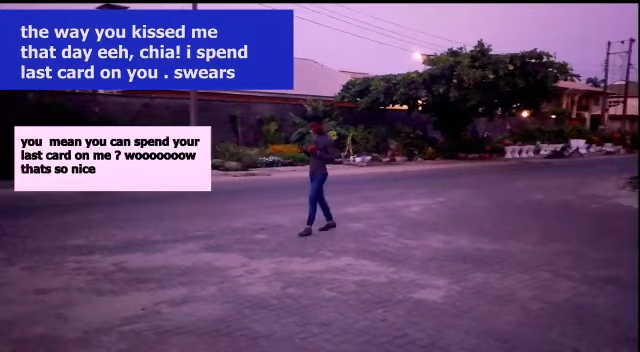 the way you kissed me
that day eeh, chia! i spend
last card on you . swears
you mean you can spend your
last card on me ? wooooooow
thats so nice